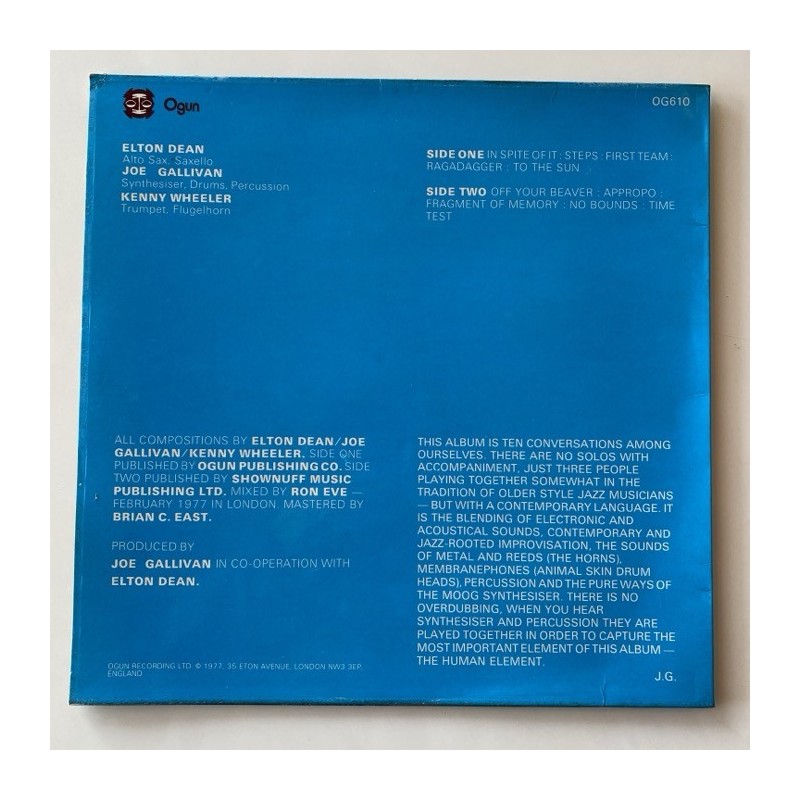 Ogun
OG610
ELTON DEAN
Alto Sax, Saxello
JOE GALLIVAN
Synthesiser, Drums, Percussion
KENNY WHEELER
Trumpet, Flugelhorn
SIDE ONE IN SPITE OF IT : STEPS : FIRST TEAM :
RAGADAGGER : TO THE SUN
SIDE TWO OFF YOUR BEAVER : APPROPO :
FRAGMENT OF MEMORY : NO BOUNDS : TIME
TEST
ALL COMPOSITIONS BY ELTON DEAN/JOE
GALLIVAN/KENNY WHEELER. SIDE ONE
PUBLISHED BY OGUN PUBLISHING CO. SIDE
TWO PUBLISHED BY SHOWNUFF MUSIC
PUBLISHING LTD. MIXED BY RON EVE —
FEBRUARY 1977 IN LONDON. MASTERED BY
BRIAN C. EAST.
PRODUCED BY
JOE GALLIVAN IN CO-OPERATION WITH
ELTON DEAN.
OGUN RECORDING LTD. © 1977, 35 ETON AVENUE, LONDON NW3 3EP,
ENGLAND
THIS ALBUM IS TEN CONVERSATIONS AMONG
OURSELVES. THERE ARE NO SOLOS WITH
ACCOMPANIMENT, JUST THREE PEOPLE
PLAYING TOGETHER SOMEWHAT IN THE
TRADITION OF OLDER STYLE JAZZ MUSICIANS
— BUT WITH A CONTEMPORARY LANGUAGE. IT
IS THE BLENDING OF ELECTRONIC AND
ACOUSTICAL SOUNDS, CONTEMPORARY AND
JAZZ-ROOTED IMPROVISATION, THE SOUNDS
OF METAL AND REEDS (THE HORNS),
MEMBRANEPHONES (ANIMAL SKIN DRUM
HEADS), PERCUSSION AND THE PURE WAYS OF
THE MOOG SYNTHESISER. THERE IS NO
OVERDUBBING, WHEN YOU HEAR
SYNTHESISER AND PERCUSSION THEY ARE
PLAYED TOGETHER IN ORDER TO CAPTURE THE
MOST IMPORTANT ELEMENT OF THIS ALBUM —
THE HUMAN ELEMENT.
J.G.